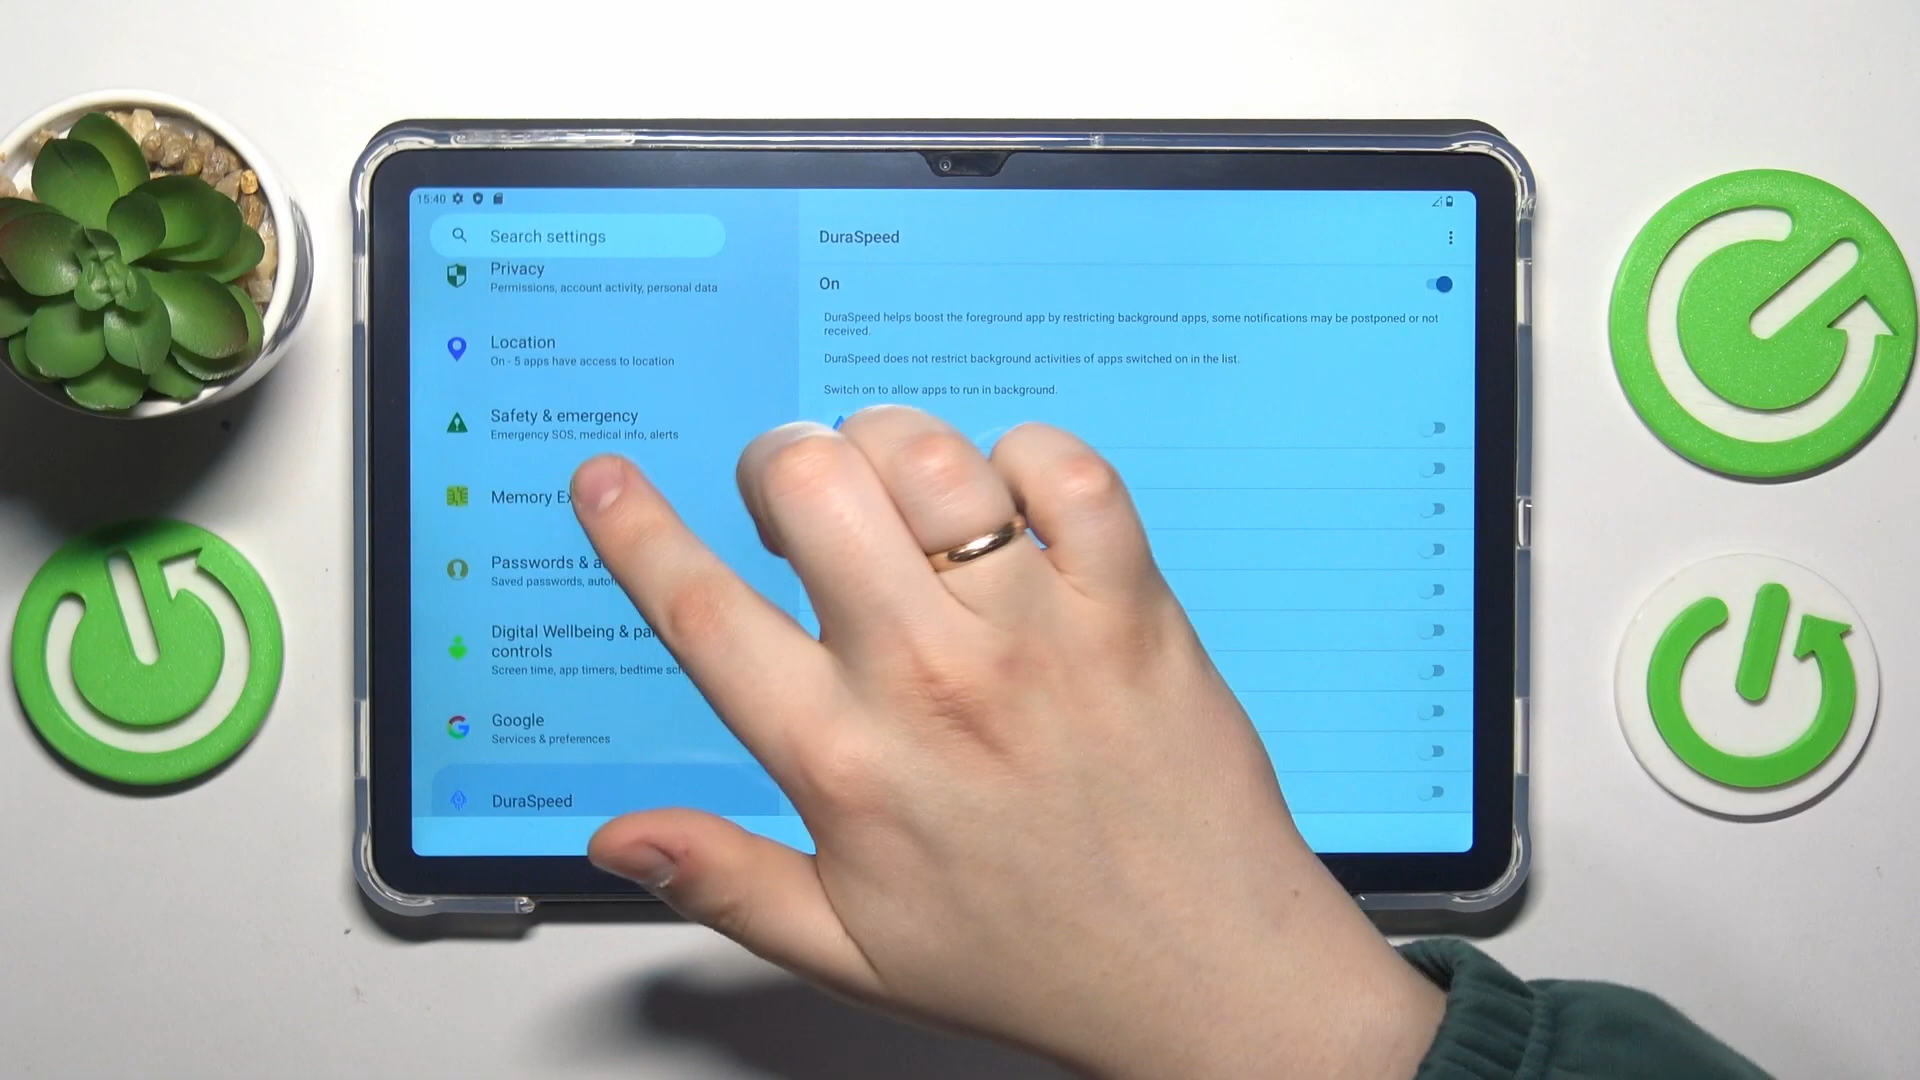 15:40
Search settings
Privacy
Permissions, account activity, personal data
Location
On - 5 apps have access to location
Safety & emergency
Emergency SOS, medical info, alerts
Memory
Passwords &
Saved passwords,
Digital Wellbeing &
controls
Screen time, app timers, bedtime
Google
Services & preferences
DuraSpeed
DuraSpeed
On
DuraSpeed helps boost the foreground app by restricting background apps, some notifications may be postponed or not
received.
DuraSpeed does not restrict background activities of apps switched on in the list.
Switch on to allow apps to run in background.